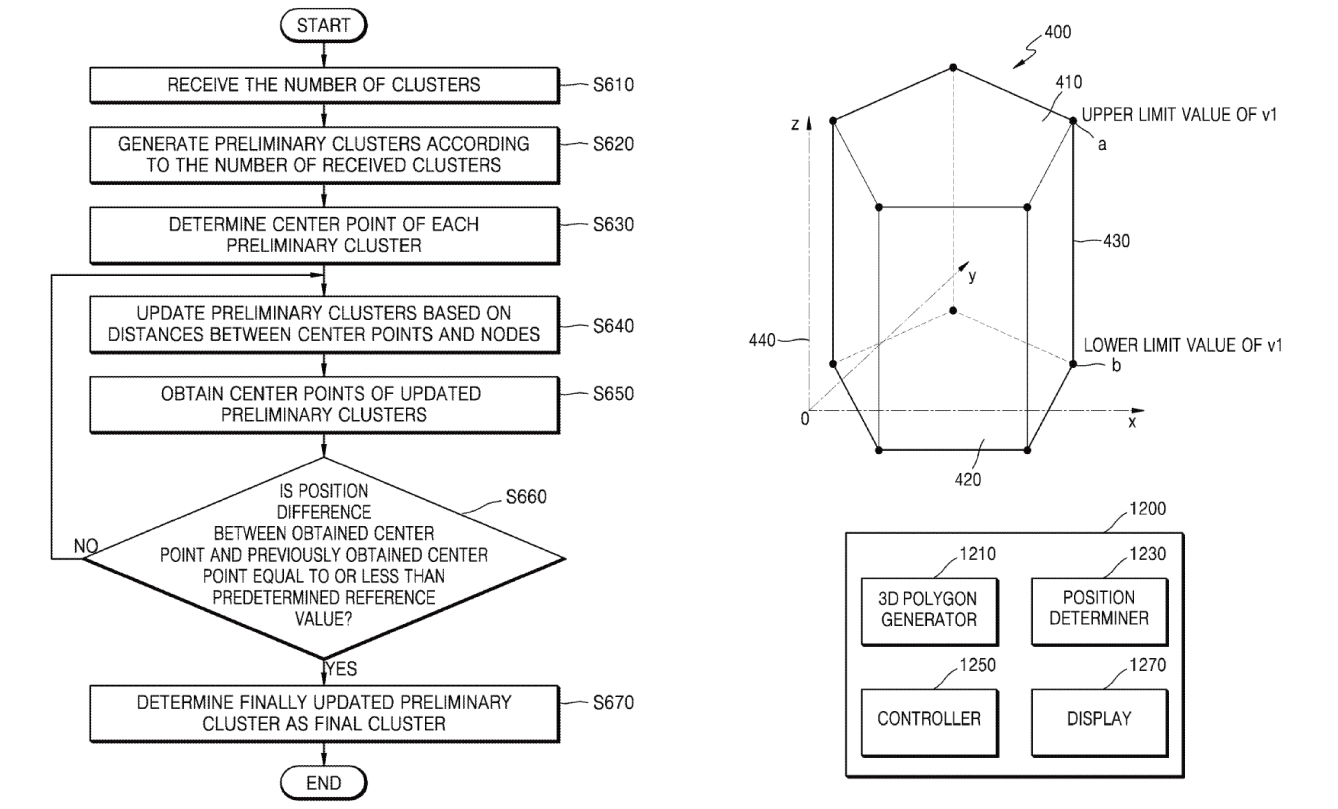 START
RECEIVE THE NUMBER OF CLUSTERS
S610
GENERATE PRELIMINARY CLUSTERS ACCORDING
TO THE NUMBER OF RECEIVED CLUSTERS
S620
DETERMINE CENTER POINT OF EACH
PRELIMINARY CLUSTER
S630
UPDATE PRELIMINARY CLUSTERS BASED ON
DISTANCES BETWEEN CENTER POINTS AND NODES
S640
OBTAIN CENTER POINTS OF UPDATED
PRELIMINARY CLUSTERS
S650
IS POSITION
DIFFERENCE
BETWEEN OBTAINED CENTER
POINT AND PREVIOUSLY OBTAINED CENTER
POINT EQUAL TO OR LESS THAN
PREDETERMINED REFERENCE
VALUE?
S660
NO
YES
DETERMINE FINALLY UPDATED PRELIMINARY
CLUSTER AS FINAL CLUSTER
S670
END
400
410
UPPER LIMIT VALUE OF v1
a
z
430
y
440
LOWER LIMIT VALUE OF v1
b
0
x
420
1200
1210
3D POLYGON
GENERATOR
1230
POSITION
DETERMINER
1250
CONTROLLER
1270
DISPLAY